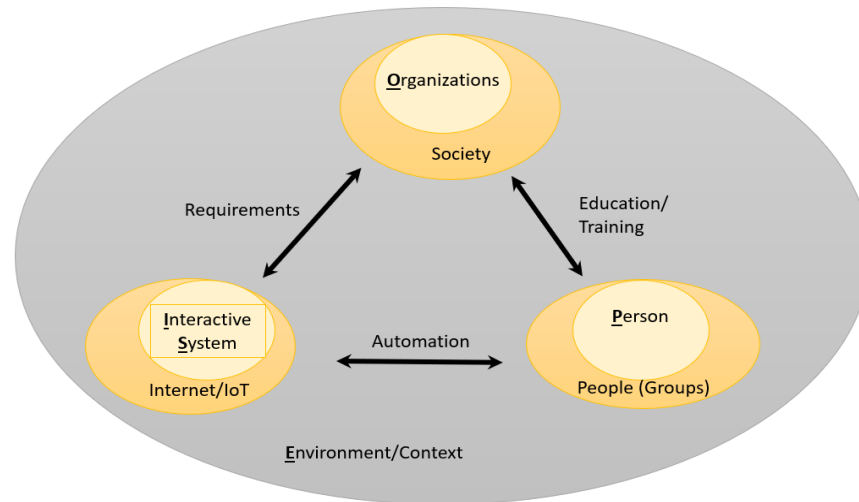 Organizations
Society
Requirements
Education/
Training
Interactive
System
Internet/IoT
Automation
Person
People (Groups)
Environment/Context